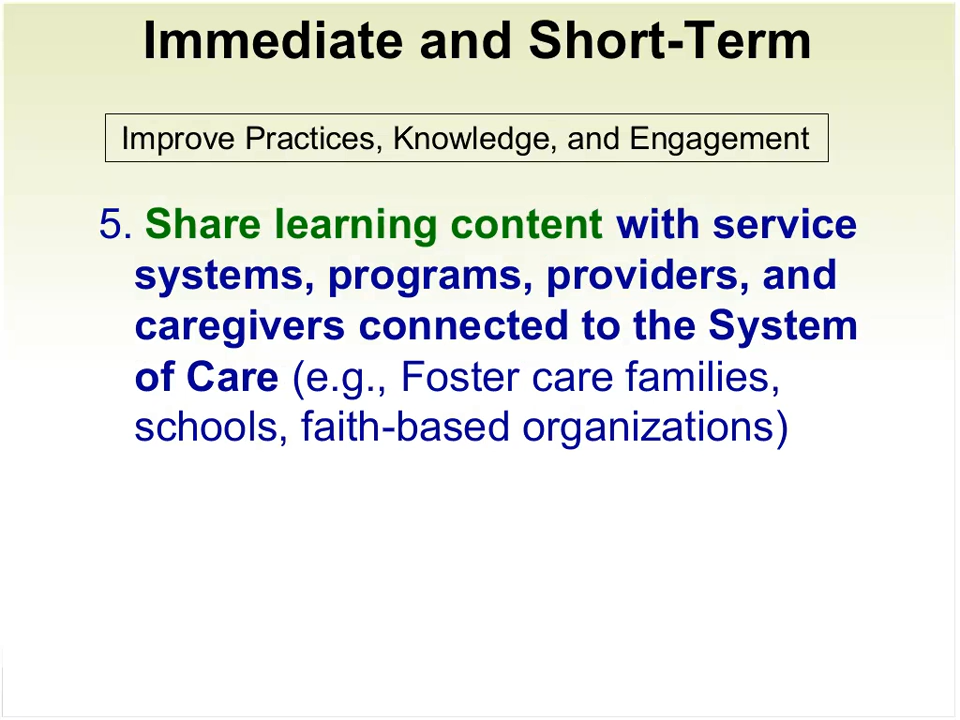 Immediate and Short-Term
Improve Practices, Knowledge, and Engagement
5. Share learning content with service
systems, programs, providers, and
caregivers connected to the System
of Care (e.g., Foster care families,
schools, faith-based organizations)